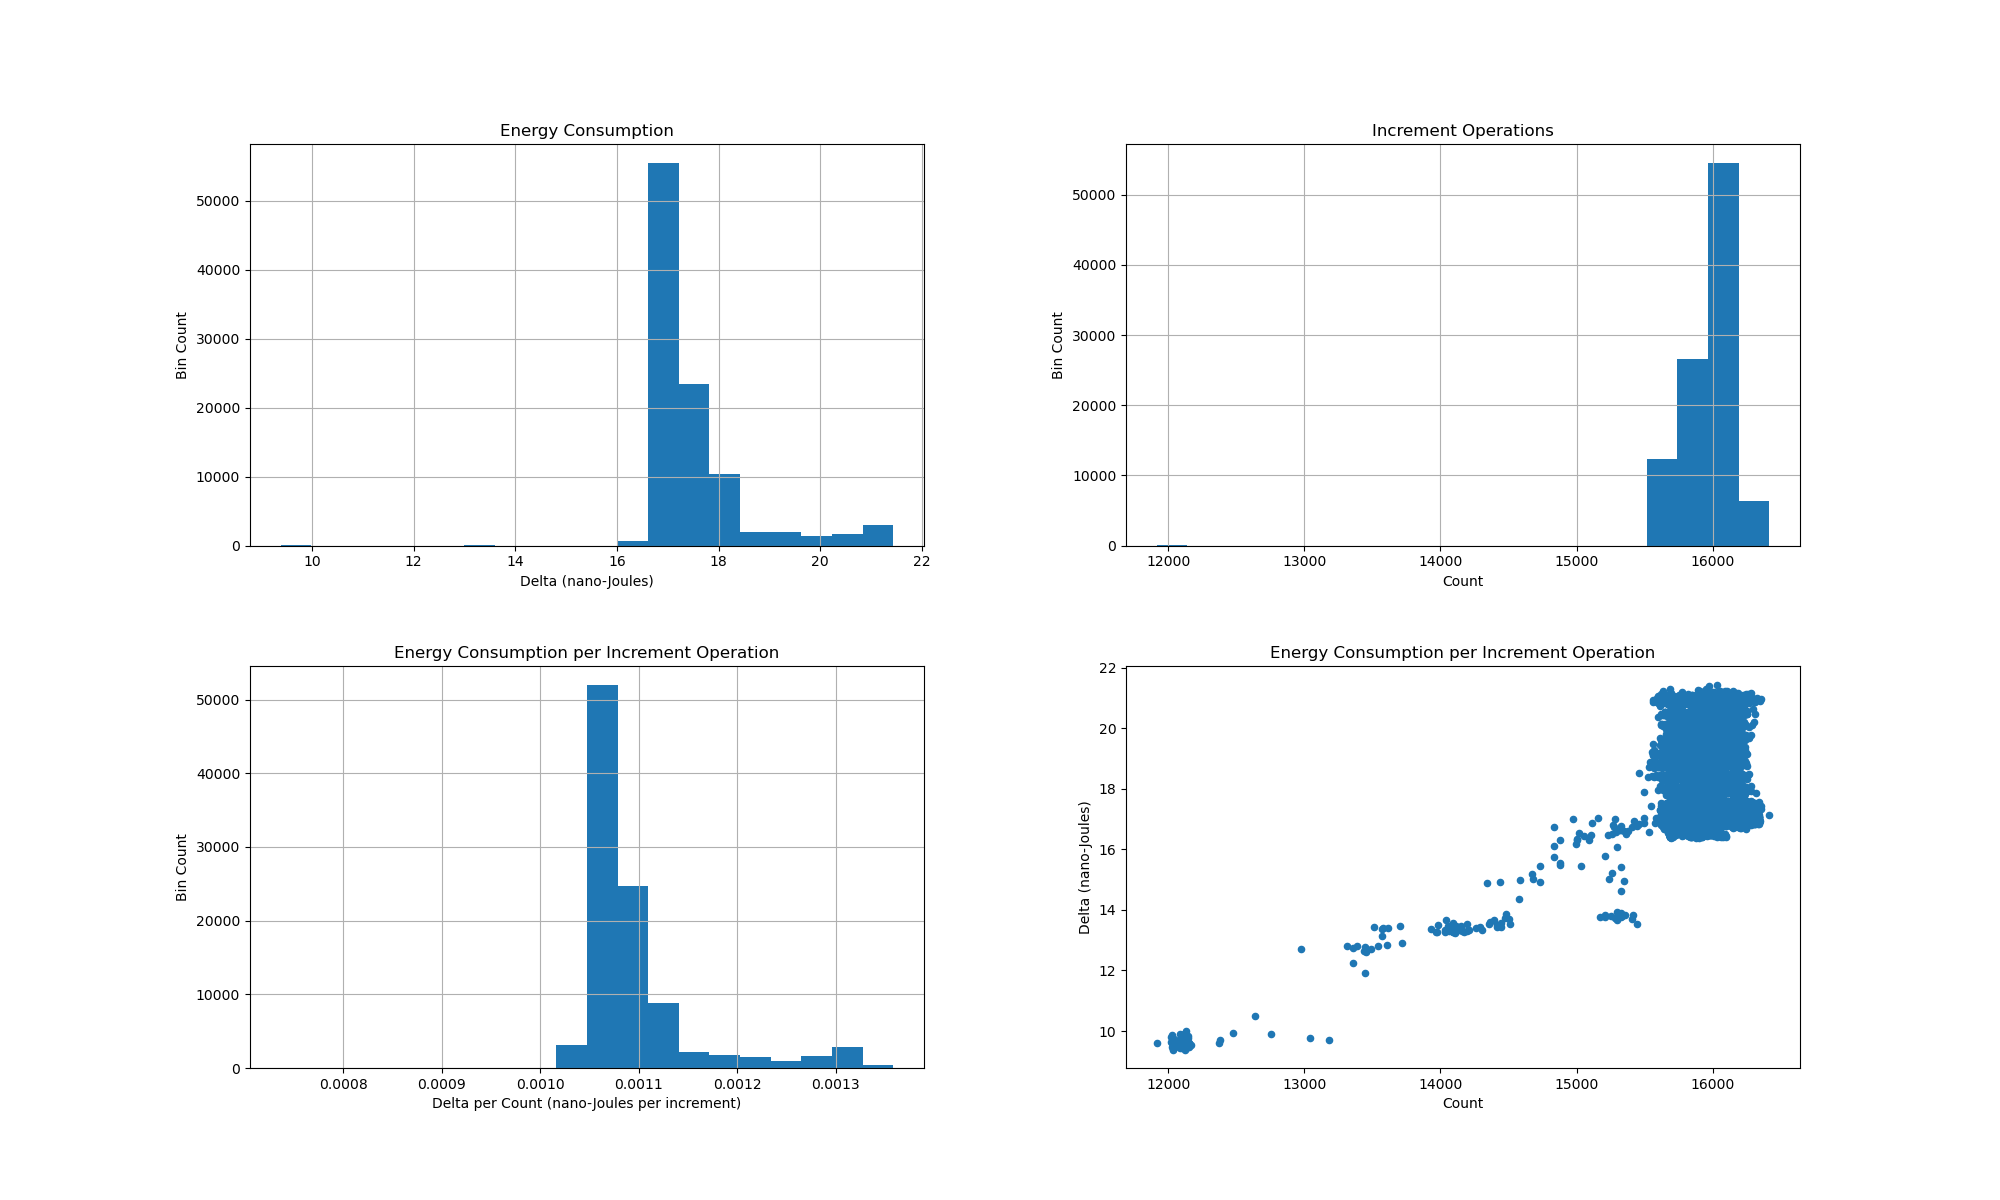 Energy Consumption
Bin Count
50000
40000
30000
20000
10000
0
10 12 14 16 18 20 22
Delta (nano-Joules)
Increment Operations
Bin Count
50000
40000
30000
20000
10000
0
12000 13000 14000 15000 16000
Count
Energy Consumption per Increment Operation
Bin Count
50000
40000
30000
20000
10000
0
0.0008 0.0009 0.0010 0.0011 0.0012 0.0013
Delta per Count (nano-Joules per increment)
Energy Consumption per Increment Operation
Delta (nano-Joules)
22
20
18
16
14
12
10
12000 13000 14000 15000 16000
Count